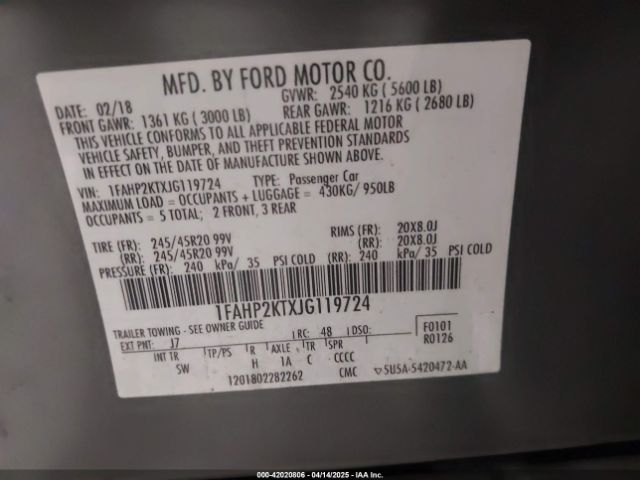 MFD. BY FORD MOTOR CO.
DATE: 02/18 GVWR: 2540 KG ( 5600 LB)
FRONT GAWR: 1361 KG ( 3000 LB) REAR GAWR: 1216 KG ( 2680 LB)
THIS VEHICLE CONFORMS TO ALL APPLICABLE FEDERAL MOTOR
VEHICLE SAFETY, BUMPER, AND THEFT PREVENTION STANDARDS
IN EFFECT ON THE DATE OF MANUFACTURE SHOWN ABOVE.
VIN: 1FAHP2KTXJG119724 TYPE: Passenger Car
MAXIMUM LOAD = OCCUPANTS + LUGGAGE = 430KG/ 950LB
OCCUPANTS = 5 TOTAL; 2 FRONT, 3 REAR
TIRE (FR): 245/45R20 99V RIMS (FR): 20X8.0J
(RR): 245/45R20 99V (RR): 20X8.0J
PRESSURE (FR): 240 kPa/ 35 PSI COLD (RR): 240 kPa/ 35 PSI COLD
1FAHP2KTXJG119724
TRAILER TOWING - SEE OWNER GUIDE
EXT PNT: J7 RC: 48 DSO: F0101
INT TR TP/PS R AXLE TR SPR R0126
SW H 1A C CCCC
1201802282262 CMC ▽5U5A-5420472-AA
000-42020806 - 04/14/2025 - IAA Inc.